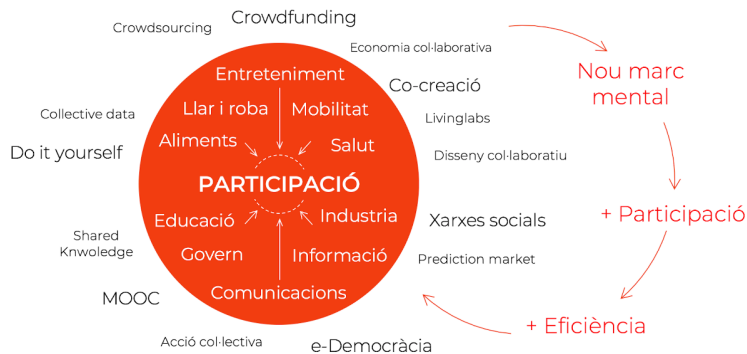 Crowdfunding
Crowdsourcing
Economia col·laborativa
Entreteniment
Nou marc
mental
Co-creació
Llar i roba
Mobilitat
Collective data
Livinglabs
Aliments
Salut
Do it yourself
Disseny col·laboratiu
PARTICIPACIÓ
+ Participació
Educació
Industria
Xarxes socials
Shared
Knwoledge
Govern
Informació
Prediction market
MOOC
Comunicacions
+ Eficiència
Acció col·lectiva
e-Democràcia